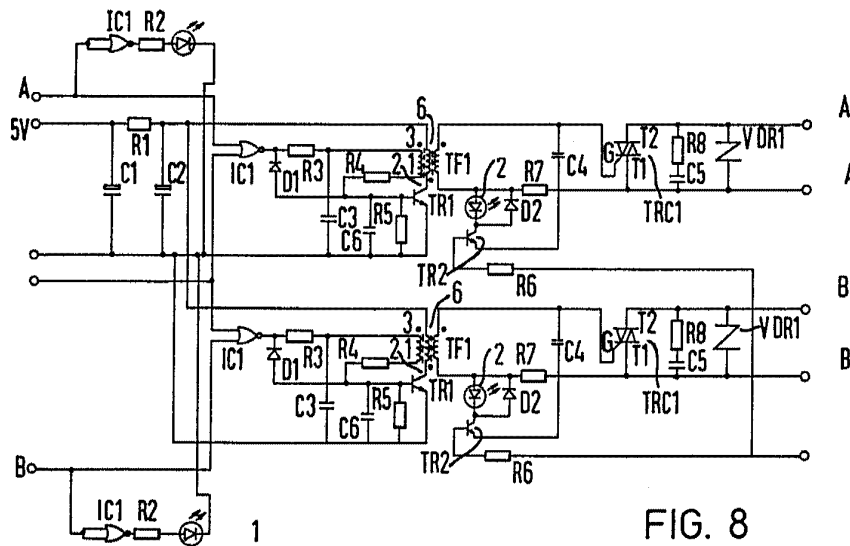 IC1 R2
A
5V
R1
C1
C2
IC1
D1
R3
R4
C3
R5
C6
3
2
1
6
TF1
TR1
2
D2
R7
TR2
R6
C4
G
T2
T1
TRC1
R8
C5
VDR1
A
A
IC1
D1
R3
R4
C3
R5
C6
3
2
1
6
TF1
TR1
2
D2
R7
TR2
R6
C4
G
T2
T1
TRC1
R8
C5
VDR1
B
B
B
IC1 R2
1
FIG. 8